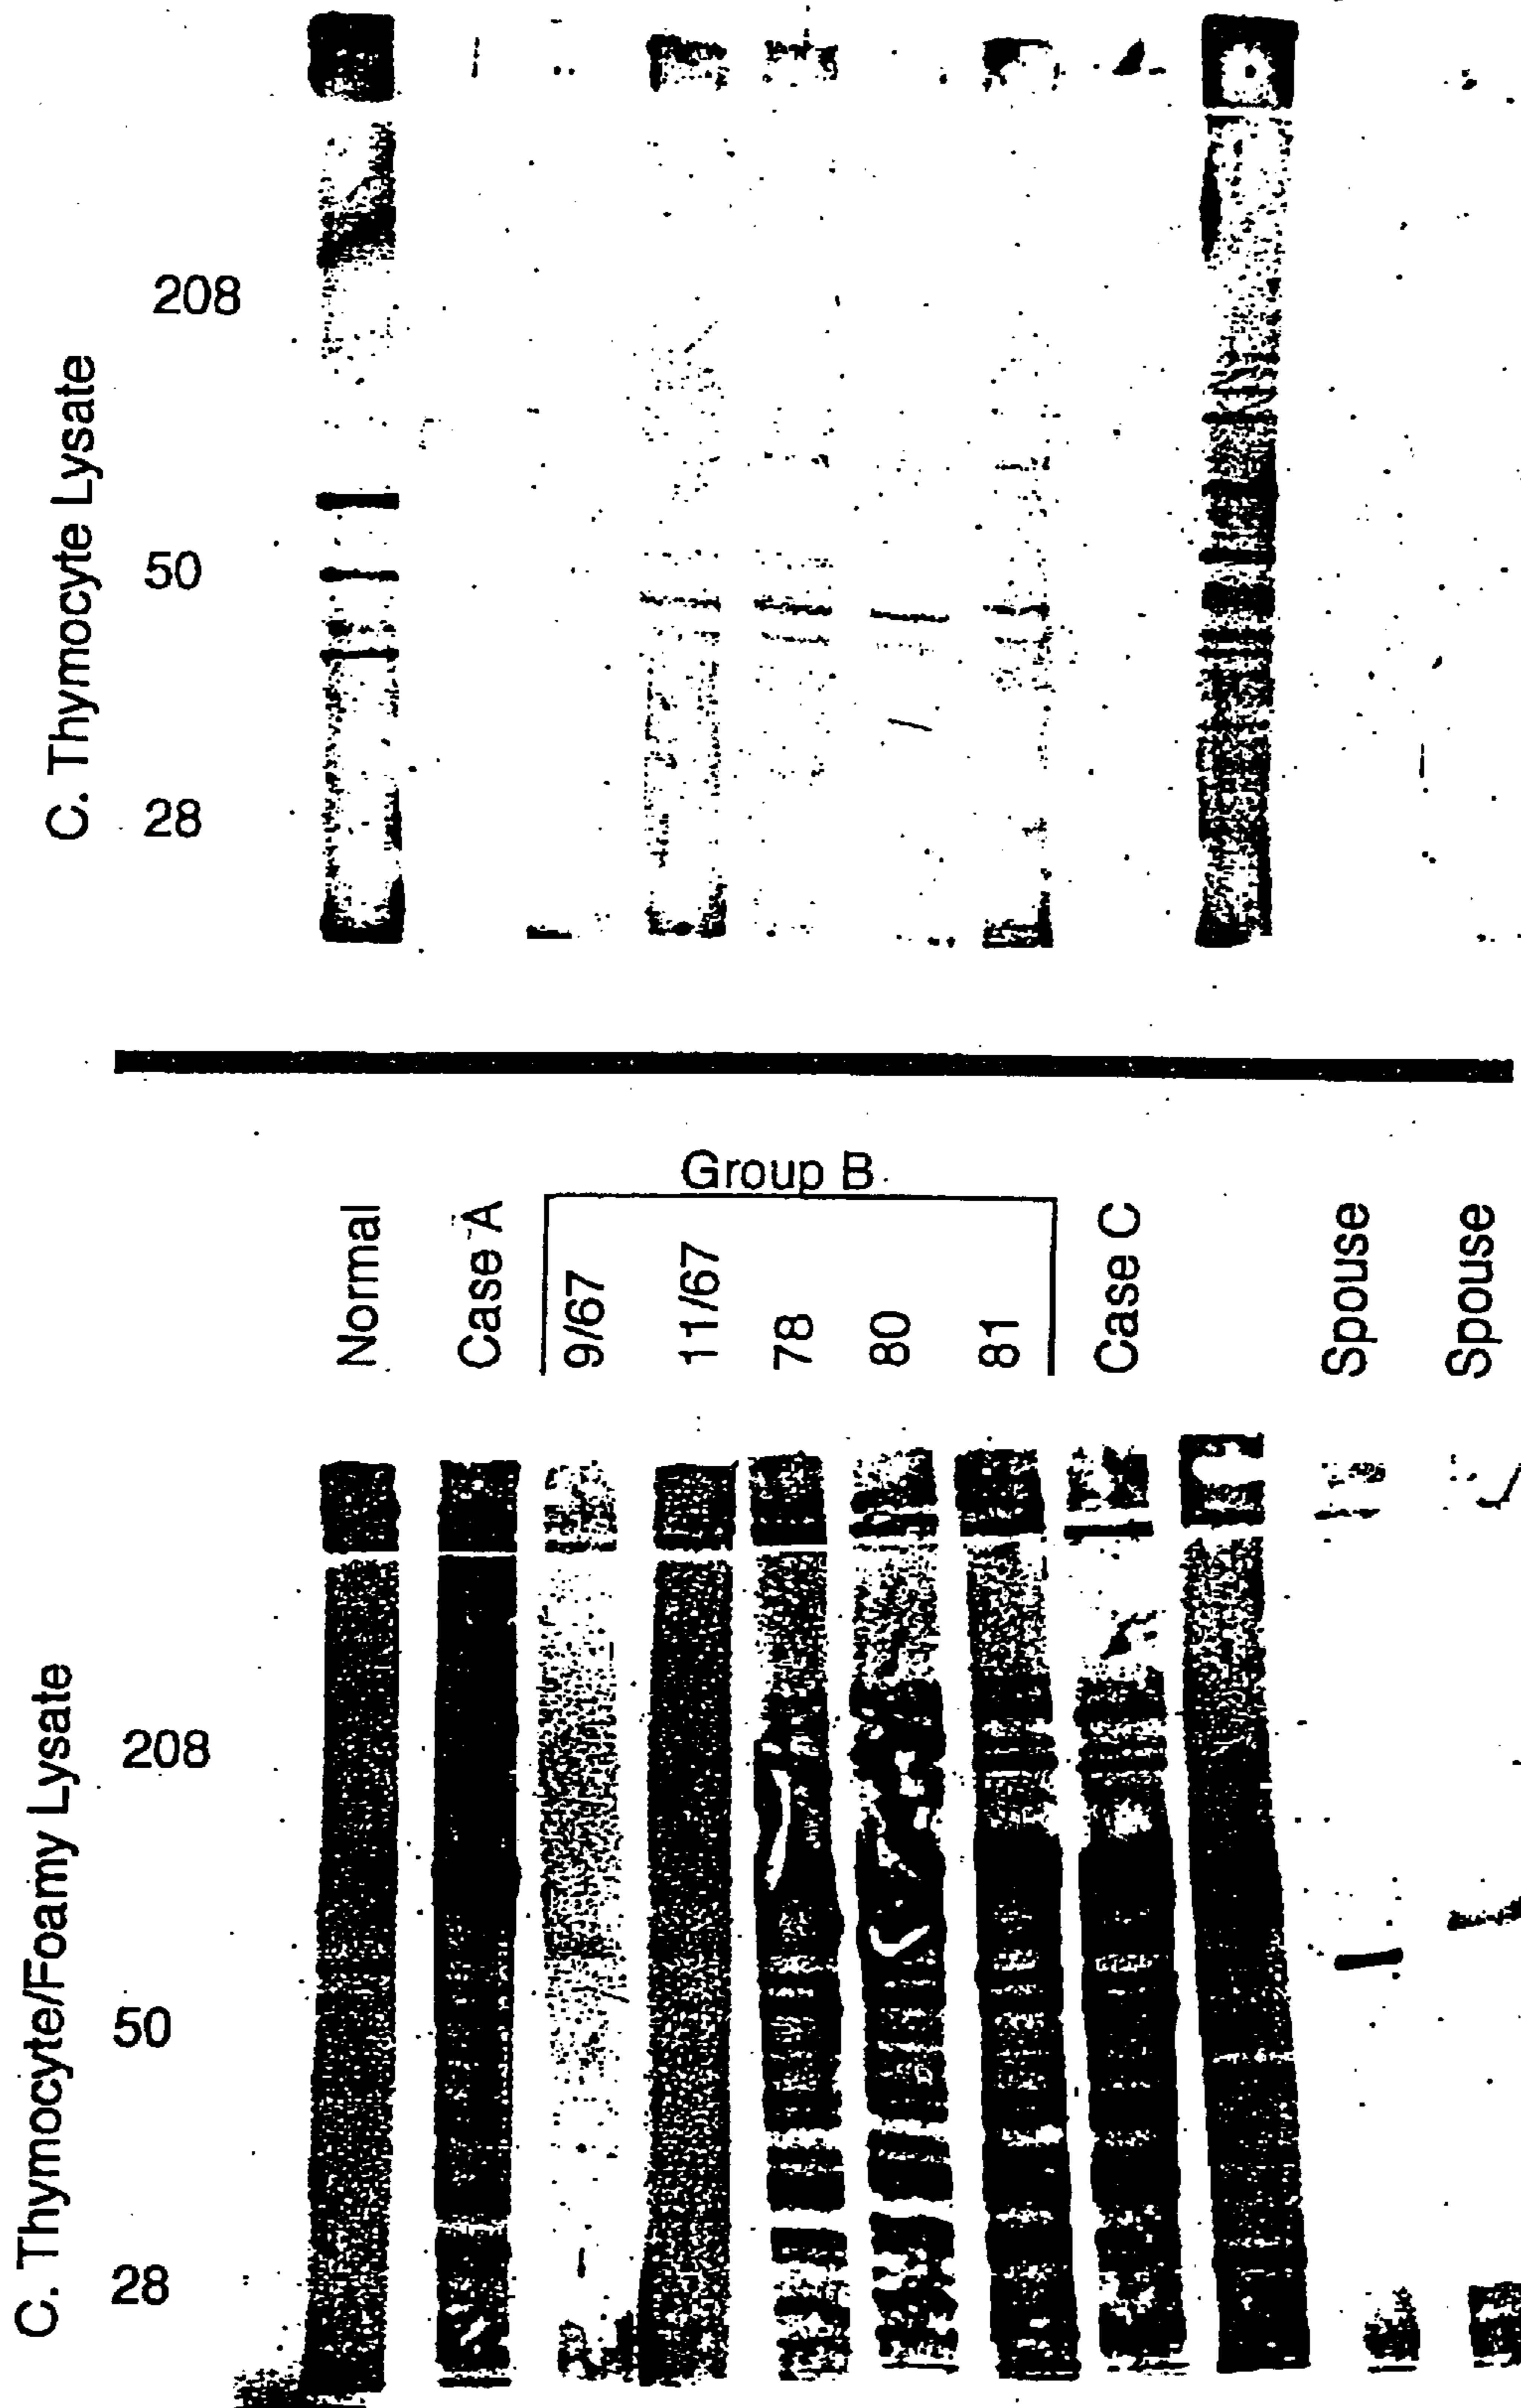 C. Thymocyte Lysate
208
50
28
Group B
Normal
Case A
9/67
11/67
78
80
81
Case C
Spouse
Spouse
C. Thymocyte/Foamy Lysate
208
50
28